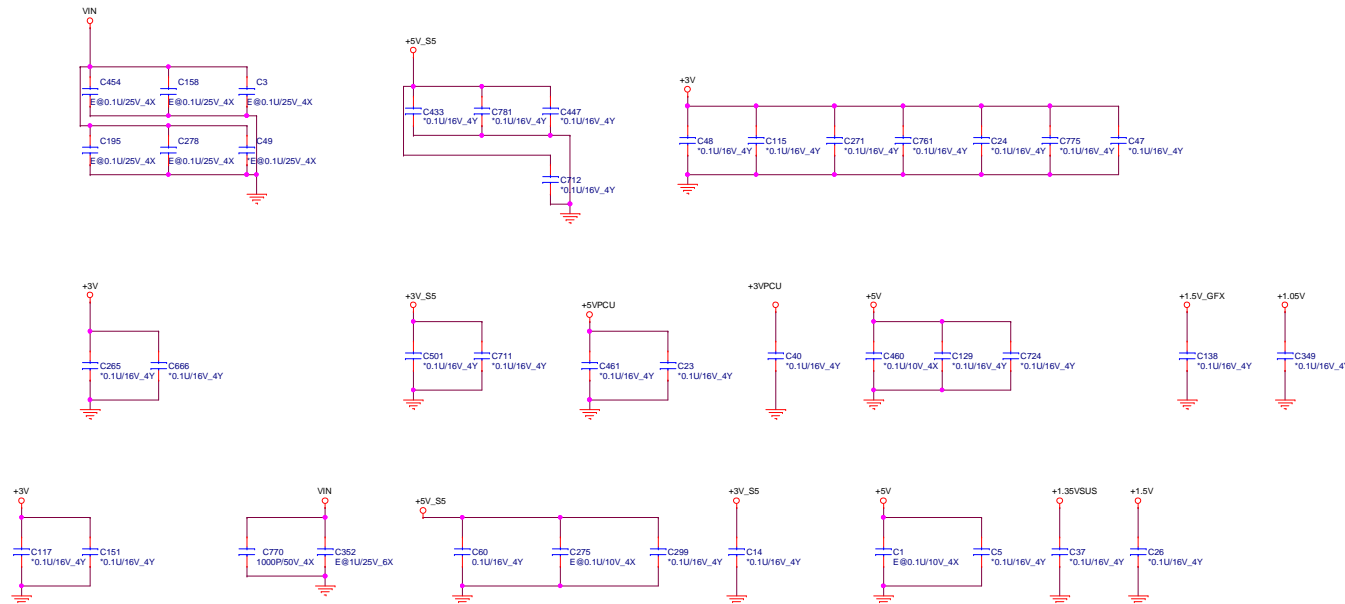 VIN
C454
E@0.1U/25V_4X
C158
E@0.1U/25V_4X
C3
E@0.1U/25V_4X
C195
E@0.1U/25V_4X
C278
E@0.1U/25V_4X
C49
*E@0.1U/25V_4X
+5V_S5
C433
*0.1U/16V_4Y
C781
*0.1U/16V_4Y
C447
*0.1U/16V_4Y
C712
*0.1U/16V_4Y
+3V
C48
*0.1U/16V_4Y
C115
*0.1U/16V_4Y
C271
*0.1U/16V_4Y
C761
*0.1U/16V_4Y
C24
*0.1U/16V_4Y
C775
*0.1U/16V_4Y
C47
*0.1U/16V_4Y
+3V
C265
*0.1U/16V_4Y
C666
*0.1U/16V_4Y
+3V_S5
C501
*0.1U/16V_4Y
C711
*0.1U/16V_4Y
+5VPCU
C461
*0.1U/16V_4Y
C23
*0.1U/16V_4Y
+3VPCU
C40
*0.1U/16V_4Y
+5V
C460
*0.1U/10V_4X
C129
*0.1U/16V_4Y
C724
*0.1U/16V_4Y
+1.5V_GFX
C138
*0.1U/16V_4Y
+1.05V
C349
*0.1U/16V_4Y
+3V
C117
*0.1U/16V_4Y
C151
*0.1U/16V_4Y
VIN
C770
1000P/50V_4X
C352
E@1U/25V_6X
+5V_S5
C60
0.1U/16V_4Y
C275
E@0.1U/10V_4X
C299
*0.1U/16V_4Y
+3V_S5
C14
*0.1U/16V_4Y
+5V
C1
E@0.1U/10V_4X
C5
*0.1U/16V_4Y
+1.35VSUS
C37
*0.1U/16V_4Y
+1.5V
C26
*0.1U/16V_4Y